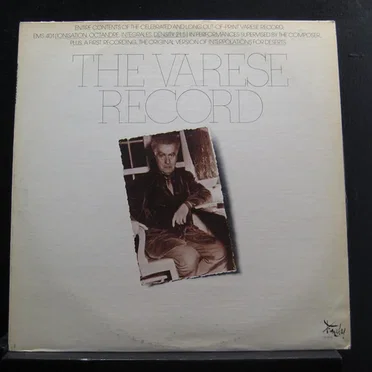 ENTIRE CONTENTS OF THE CELEBRATED AND LONG OUT-OF-PRINT VARESE RECORD,
EMS 401 (IONISATION, OCTANDRE, INTEGRALES, DENSITY 21.5) IN PERFORMANCES SUPERVISED BY THE COMPOSER,
PLUS, A FIRST RECORDING, THE ORIGINAL VERSION OF INTERPOLATIONS FOR DESERTS
THE VARESE
RECORD